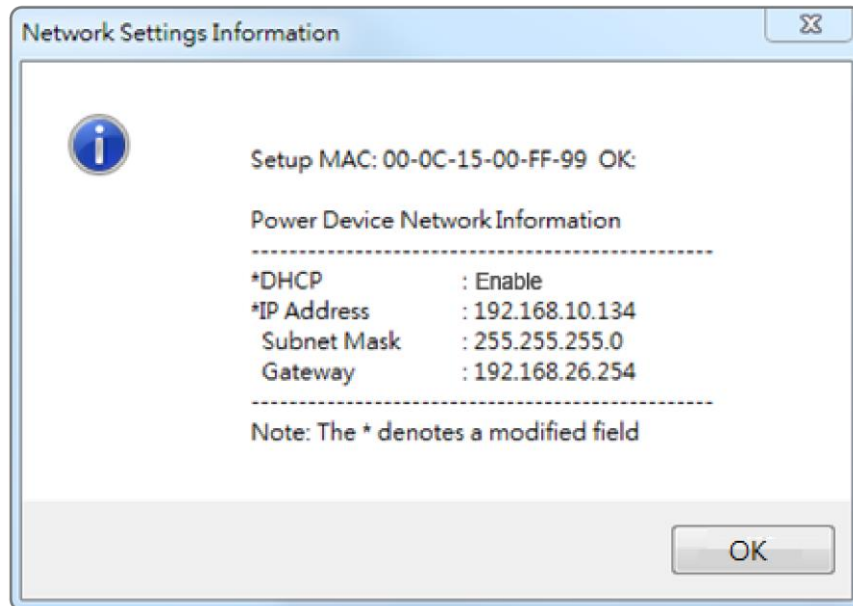 Network Settings Information
Setup MAC: 00-0C-15-00-FF-99 OK:
Power Device Network Information
------------------------------------------------
*DHCP : Enable
*IP Address : 192.168.10.134
Subnet Mask : 255.255.255.0
Gateway : 192.168.26.254
------------------------------------------------
Note: The * denotes a modified field
OK